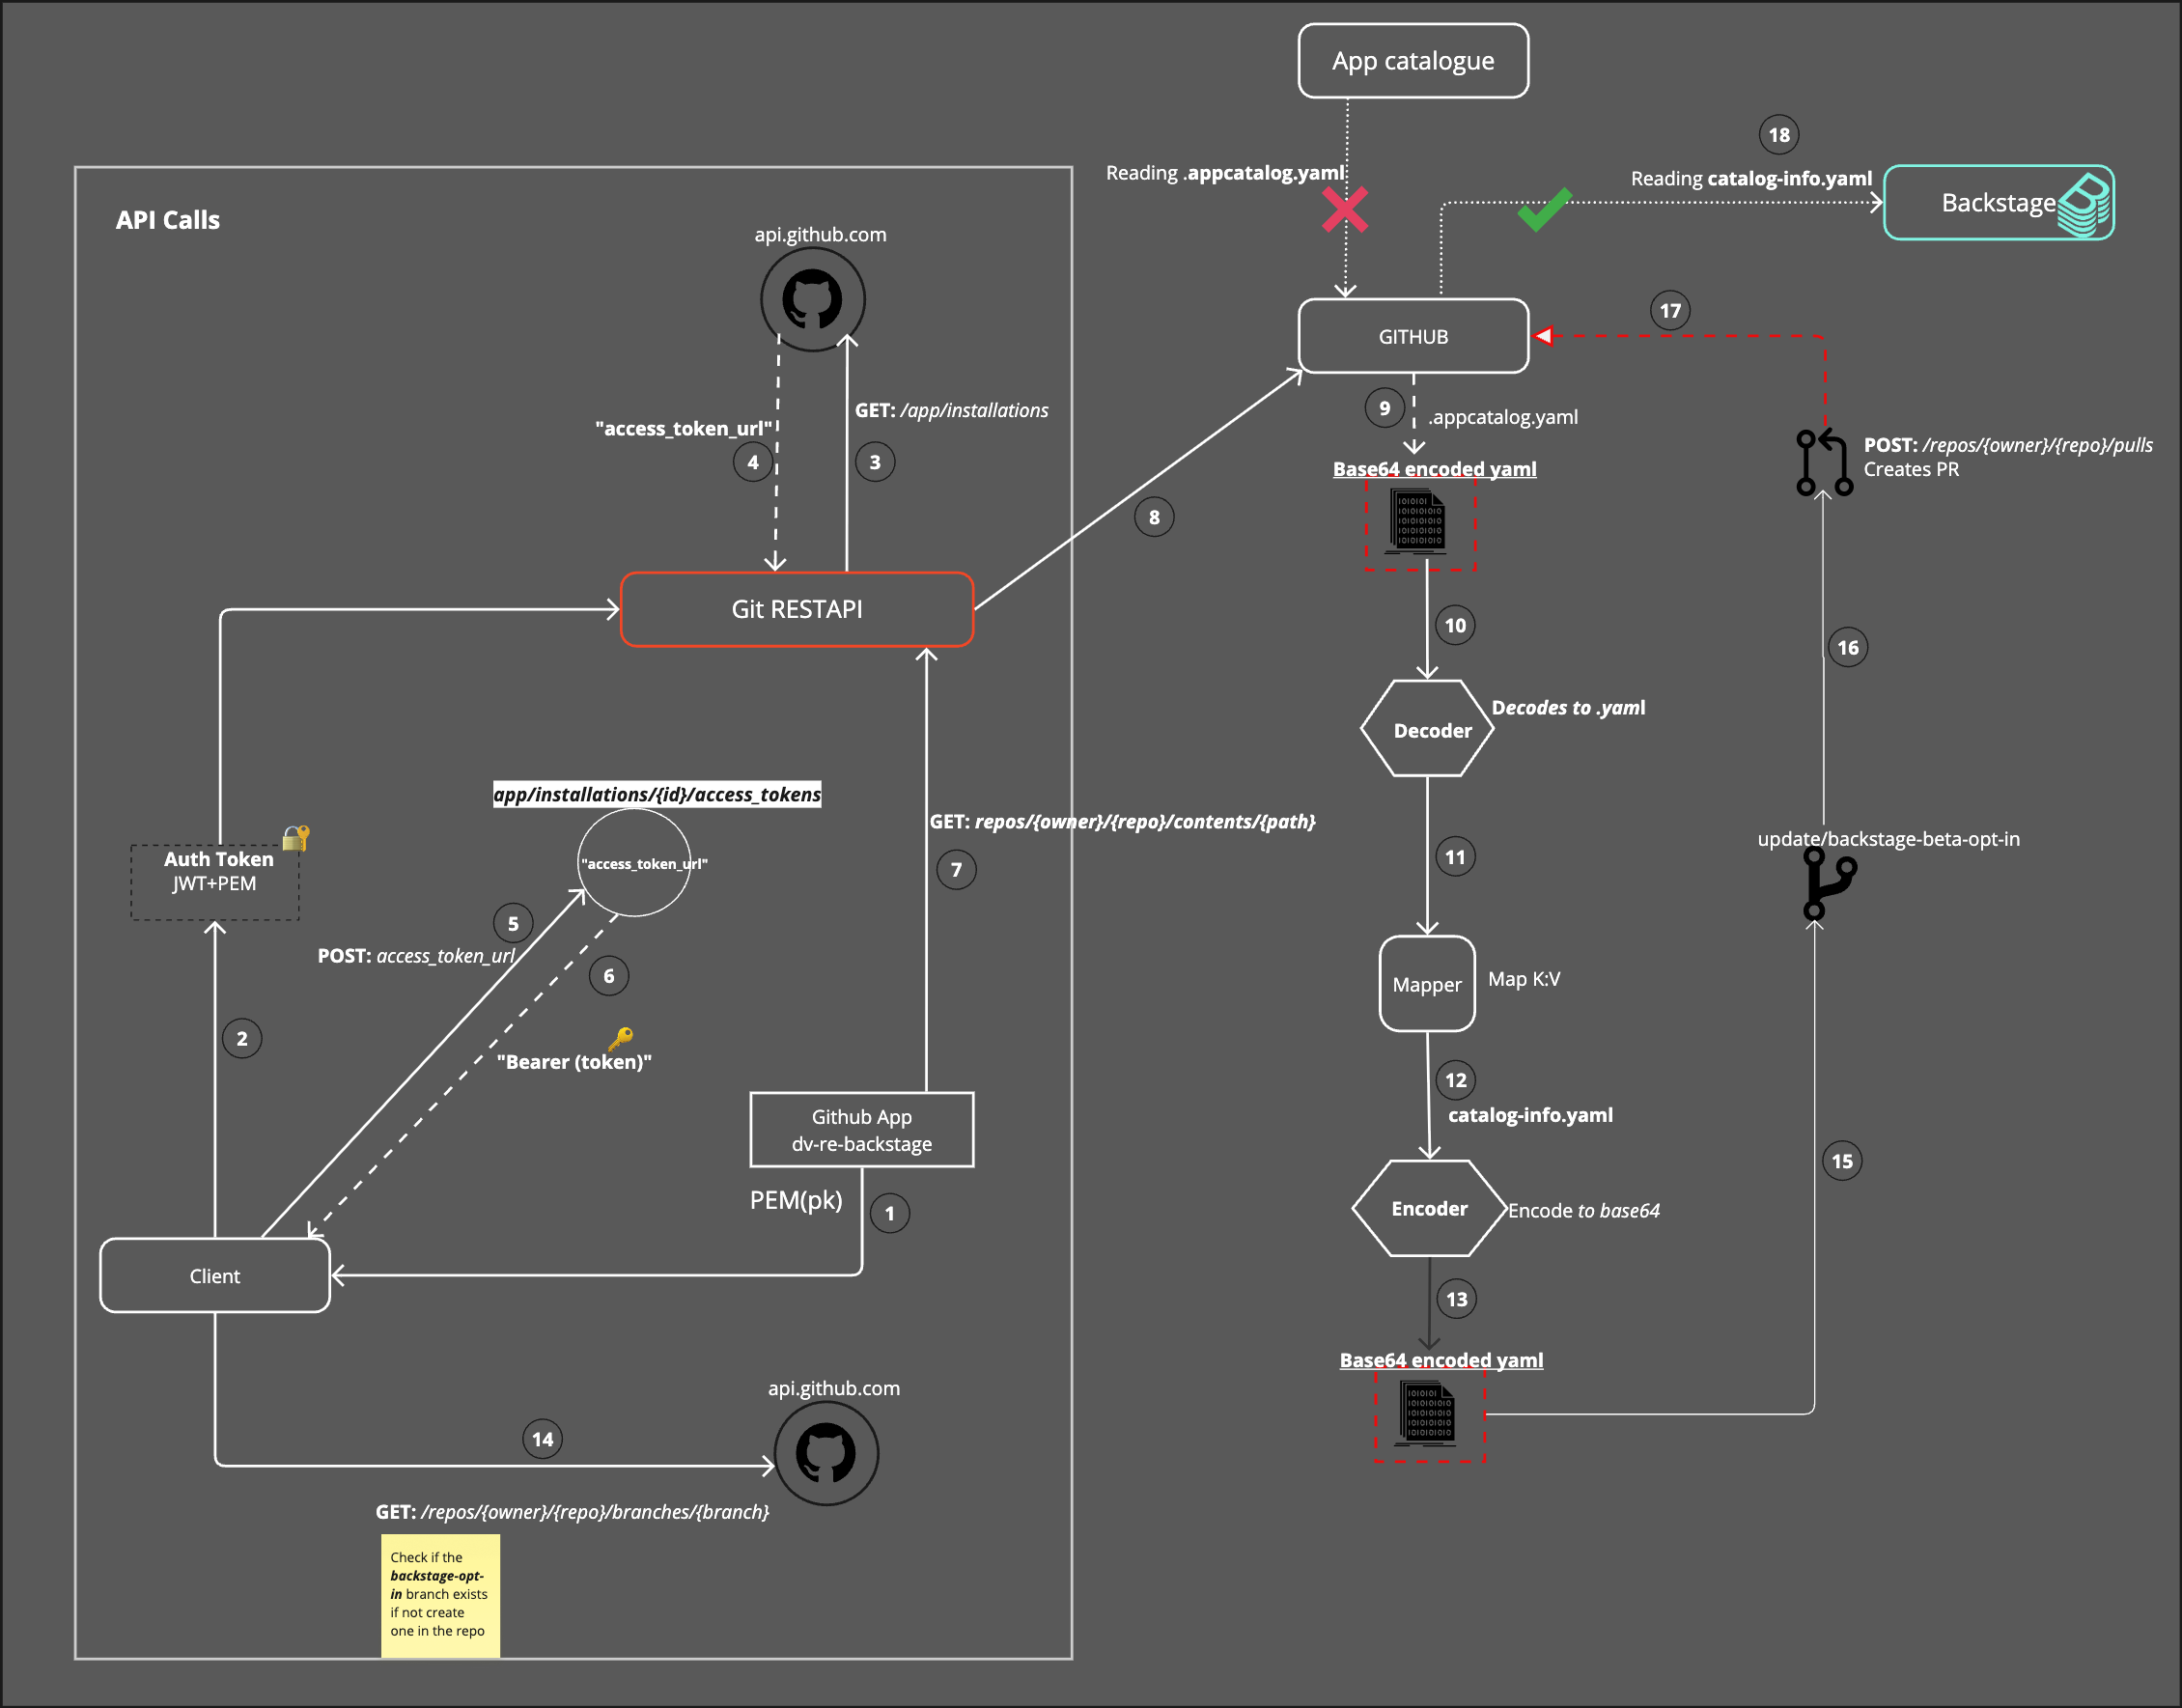 App catalogue
18
Reading .appcatalog.yaml
Reading catalog-info.yaml
Backstage
API Calls
api.github.com
17
GITHUB
GET: /app/installations
"access_token_url"
4
3
9
.appcatalog.yaml
POST: /repos/{owner}/{repo}/pulls
Creates PR
Base64 encoded yaml
8
Git RESTAPI
10
16
Decodes to .yaml
Decoder
app/installations/{id}/access_tokens
GET: repos/{owner}/{repo}/contents/{path}
update/backstage-beta-opt-in
Auth Token
JWT+PEM
"access_token_url"
7
11
5
POST: access_token_url
6
Mapper
Map K:V
2
"Bearer (token)"
12
Github App
dv-re-backstage
catalog-info.yaml
15
PEM(pk)
1
Encoder
Encode to base64
Client
13
Base64 encoded yaml
api.github.com
14
GET: /repos/{owner}/{repo}/branches/{branch}
Check if the
backstage-opt-
in branch exists
if not create
one in the repo